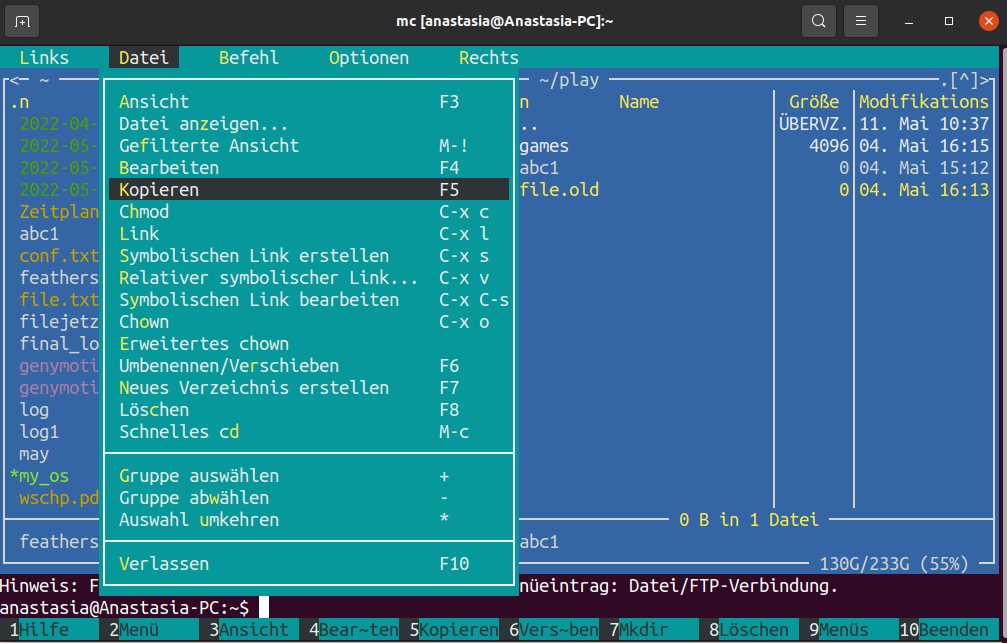 mc [anastasia@Anastasia-PC]:~
Links Datei Befehl Optionen Rechts
<─ ~ ~/play .[^]>
.n Ansicht F3 n Name Größe Modifikations
2022-04- Datei anzeigen... .. ÜBERVZ. 11. Mai 10:37
2022-05- Gefilterte Ansicht M-! games 4096 04. Mai 16:15
2022-05- Bearbeiten F4 abc1 0 04. Mai 15:12
2022-05- Kopieren F5 file.old 0 04. Mai 16:13
Zeitplan Chmod C-x c
abc1 Link C-x l
conf.txt Symbolischen Link erstellen C-x s
feathers Relativer symbolischer Link... C-x v
file.txt Symbolischen Link bearbeiten C-x C-s
filejetz Chown C-x o
final_lo Erweitertes chown
genymoti Umbenennen/Verschieben F6
genymoti Neues Verzeichnis erstellen F7
log Löschen F8
log1 Schnelles cd M-c
may
*my_os Gruppe auswählen +
wschp.pd Gruppe abwählen -
Auswahl umkehren * 0 B in 1 Datei
feathers abc1
Verlassen F10 130G/233G (55%)
Hinweis: F nüeintrag: Datei/FTP-Verbindung.
anastasia@Anastasia-PC:~$
1Hilfe 2Menü 3Ansicht 4Bear~ten 5Kopieren 6Vers~ben 7Mkdir 8Löschen 9Menüs 10Beenden